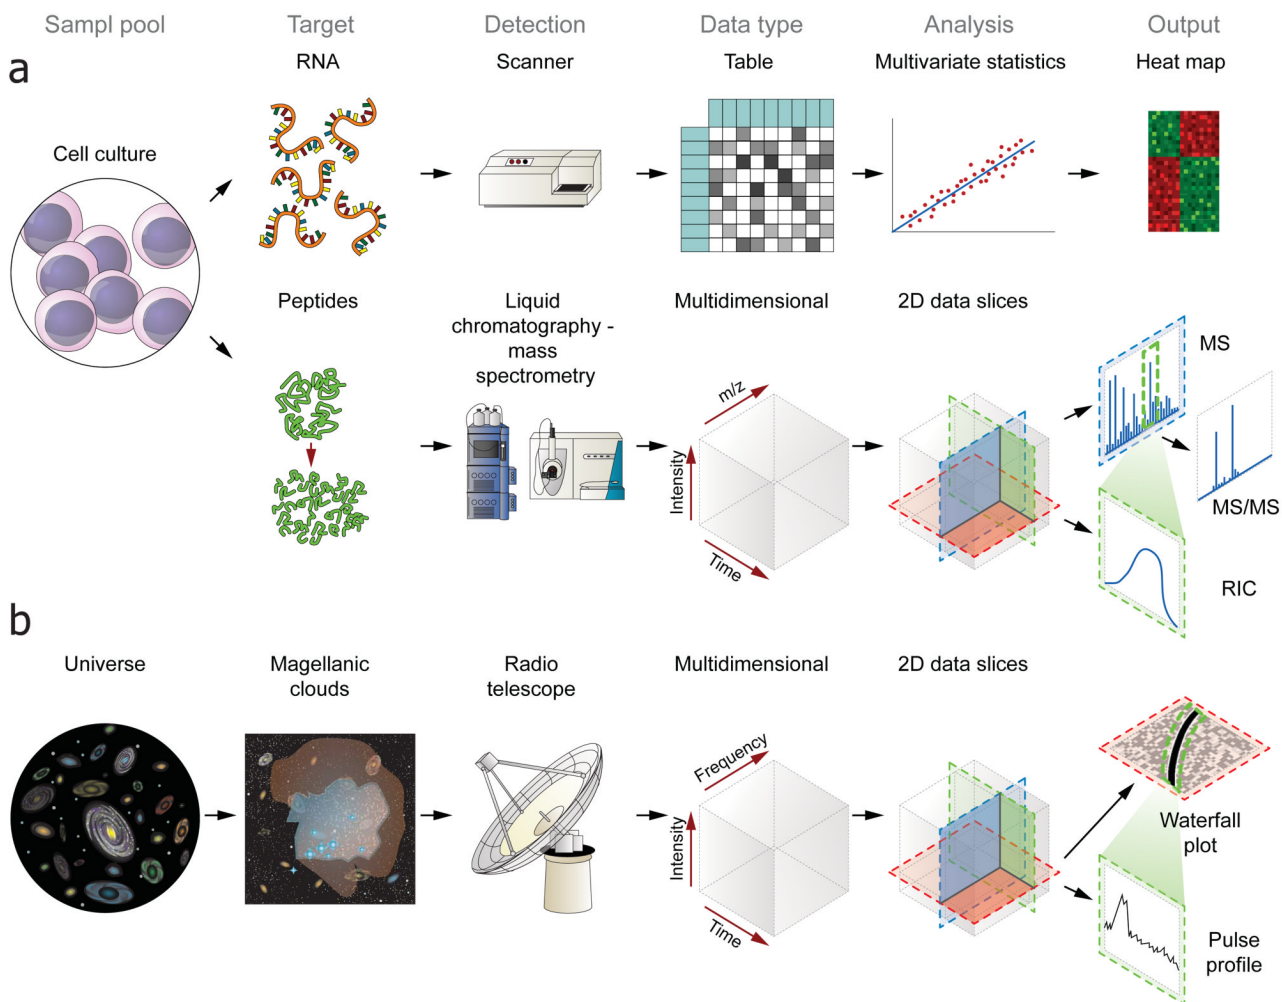 Sampl pool
Target
Detection
Data type
Analysis
Output
a
RNA
Scanner
Table
Multivariate statistics
Heat map
Cell culture
Peptides
Liquid
chromatography -
mass
spectrometry
Multidimensional
2D data slices
m/z
Intensity
Time
MS
MS/MS
RIC
b
Universe
Magellanic
clouds
Radio
telescope
Multidimensional
2D data slices
Frequency
Intensity
Time
Waterfall
plot
Pulse
profile